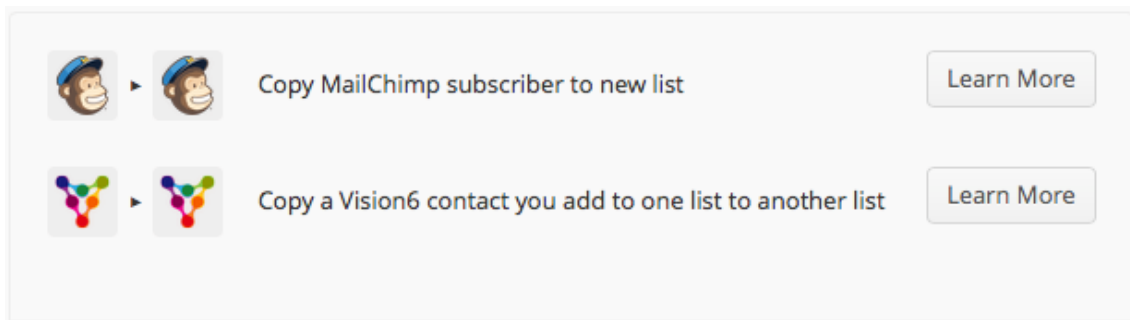 Copy MailChimp subscriber to new list
Learn More
Copy a Vision6 contact you add to one list to another list
Learn More